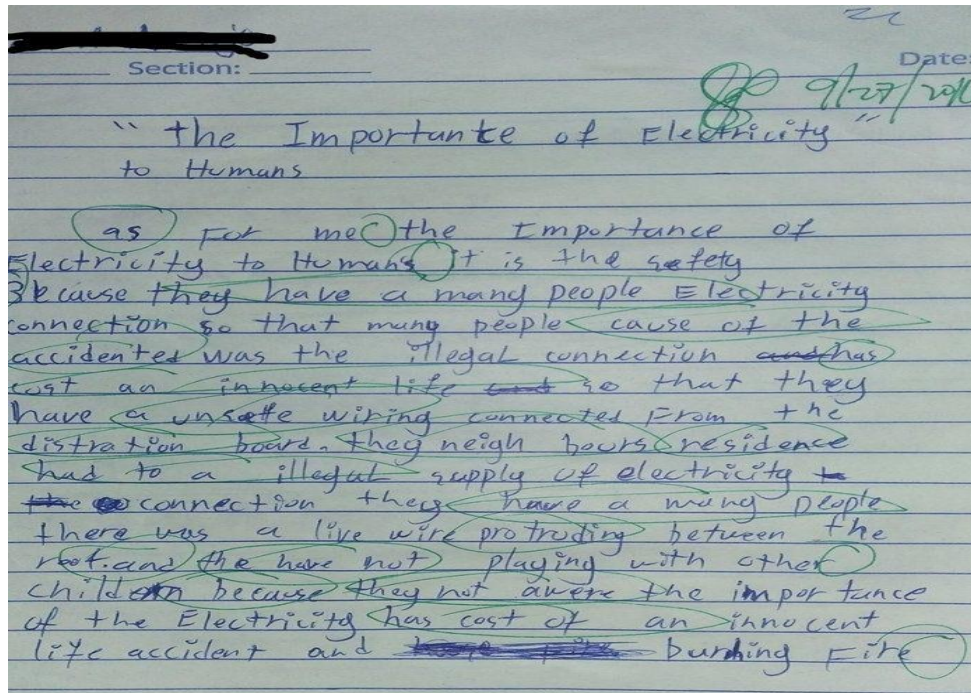 Date:
Section:
9/27/2016
"the Importante of Electricity"
to Humans
as For me the Importance of
Electricity to Humans it is the sefety
Because they have a many people Electricity
connection so that many people cause of the
accidented was the illegal connection has
cost an innocent life so that they
have a unsafe wiring connected From the
distration board. they neigh bours residence
had to a illegal supply of electricity
connection they have a many people
there was a live wire protruding between the
roof. and the have not playing with other
children because they not avere the impor tance
of the Electricity has cost of an innocent
life accident and burning Fire